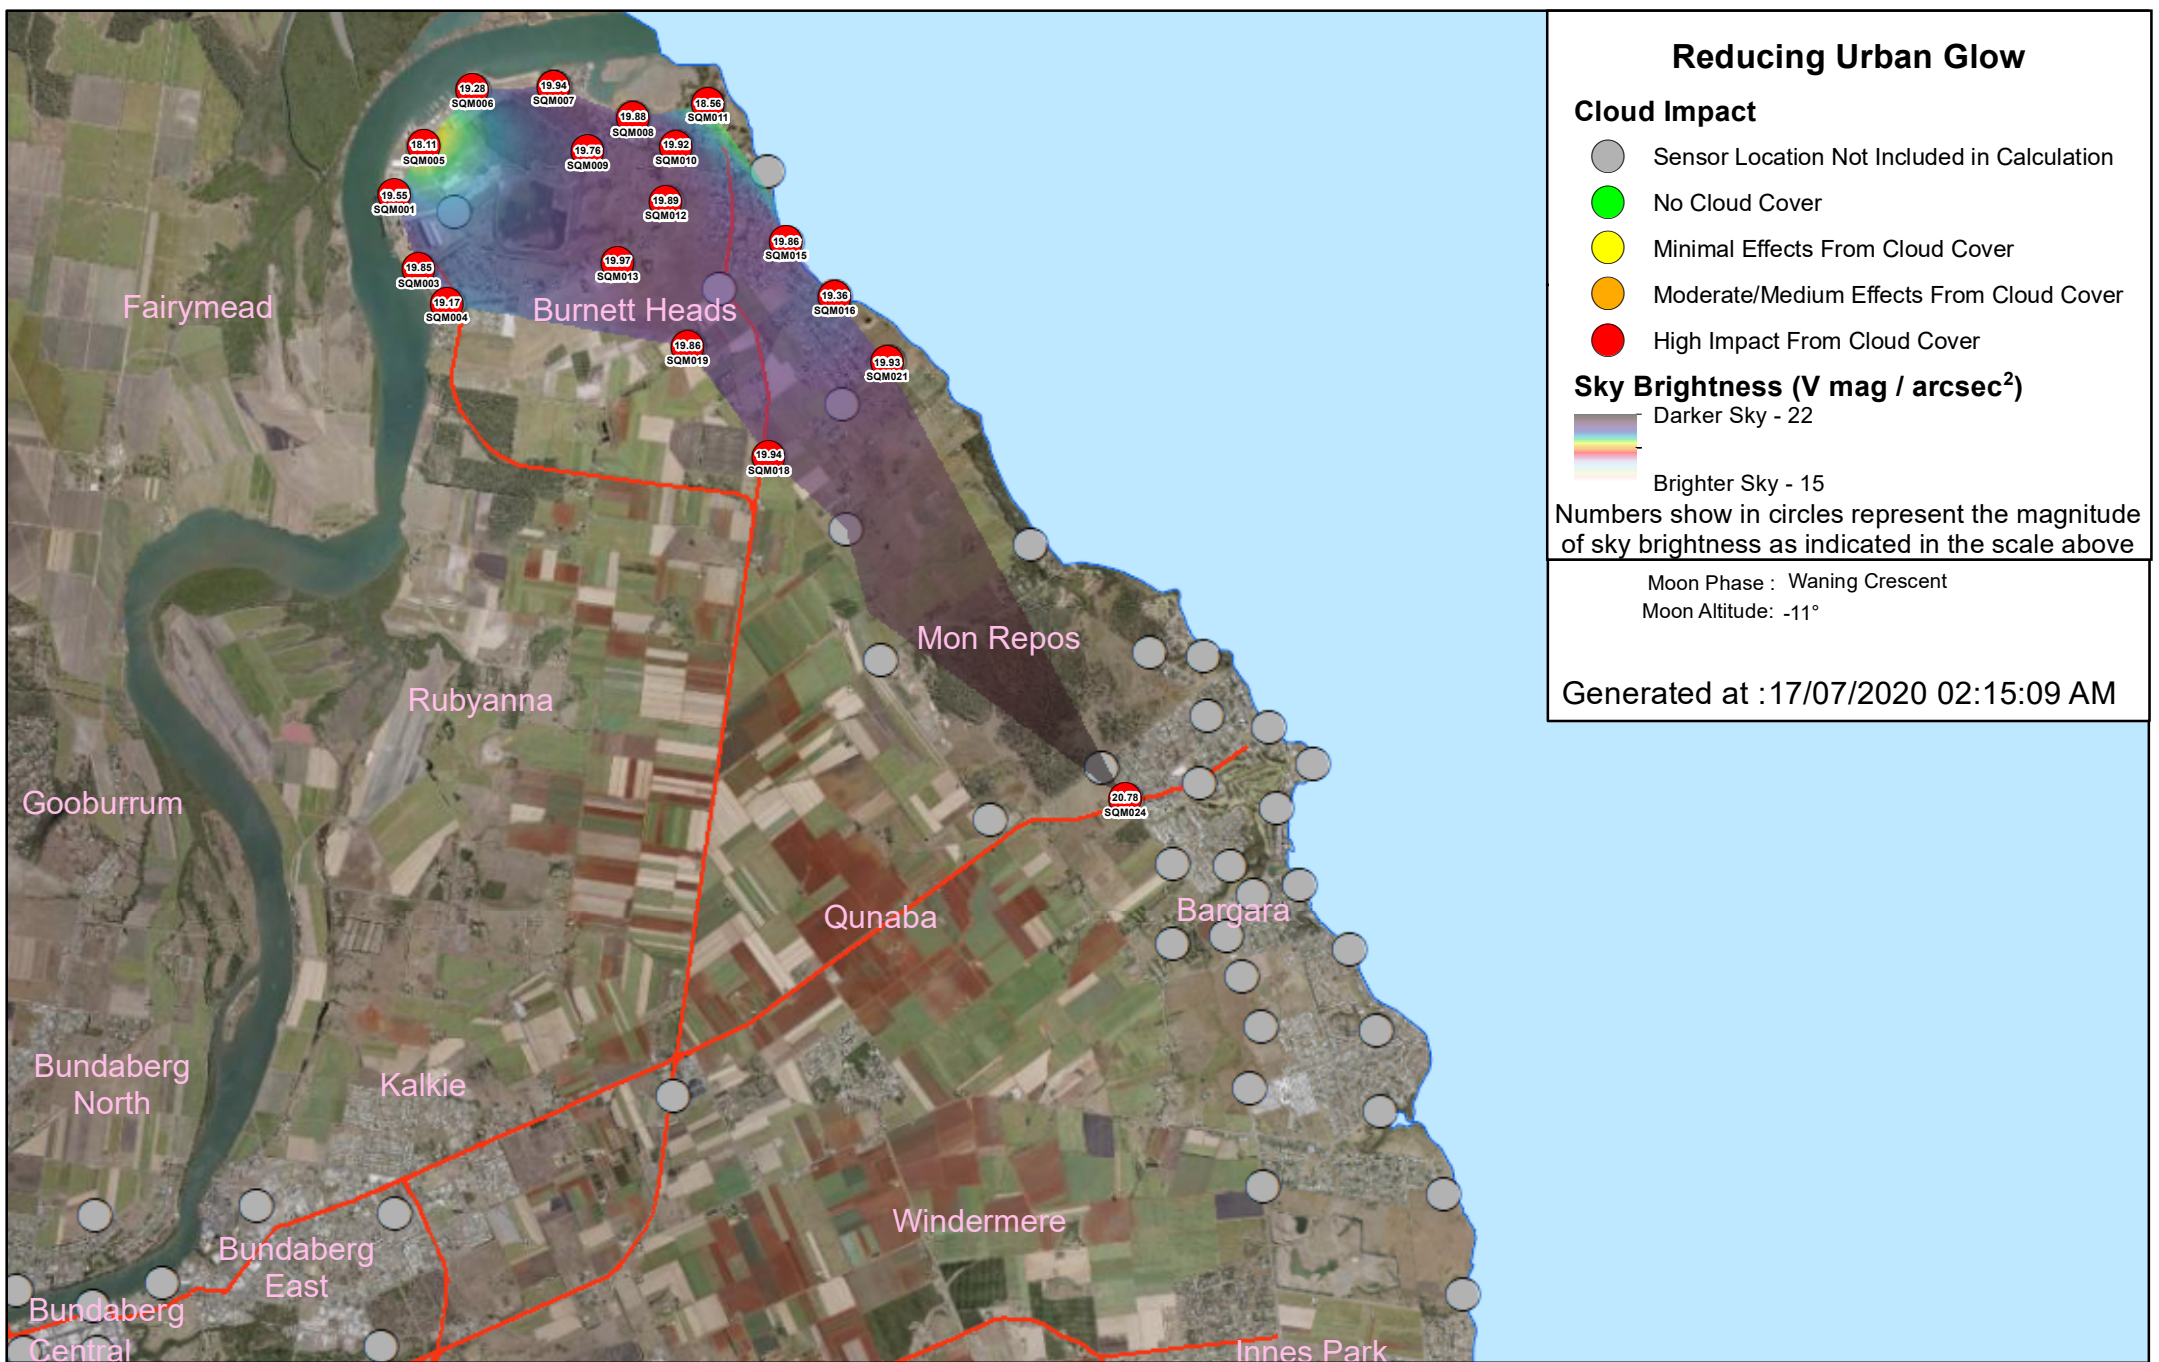 Reducing Urban Glow
Cloud Impact
Sensor Location Not Included in Calculation
No Cloud Cover
Minimal Effects From Cloud Cover
Moderate/Medium Effects From Cloud Cover
High Impact From Cloud Cover
Sky Brightness (V mag / arcsec²)
Darker Sky - 22
Brighter Sky - 15
Numbers show in circles represent the magnitude
of sky brightness as indicated in the scale above
Moon Phase : Waning Crescent
Moon Altitude: -11°
Generated at :17/07/2020 02:15:09 AM
19.28
SQM006
19.94
SQM007
19.88
SQM008
18.56
SQM011
18.11
SQM005
19.76
SQM009
19.92
SQM010
19.55
SQM001
19.89
SQM012
19.86
SQM015
19.85
SQM003
19.97
SQM013
19.17
SQM004
19.36
SQM016
Fairymead
Burnett Heads
19.86
SQM019
19.93
SQM021
19.94
SQM018
Mon Repos
Rubyanna
Gooburrum
20.78
SQM024
Qunaba
Bargara
Bundaberg
North
Kalkie
Windermere
Bundaberg
East
Bundaberg
Central
Innes Park